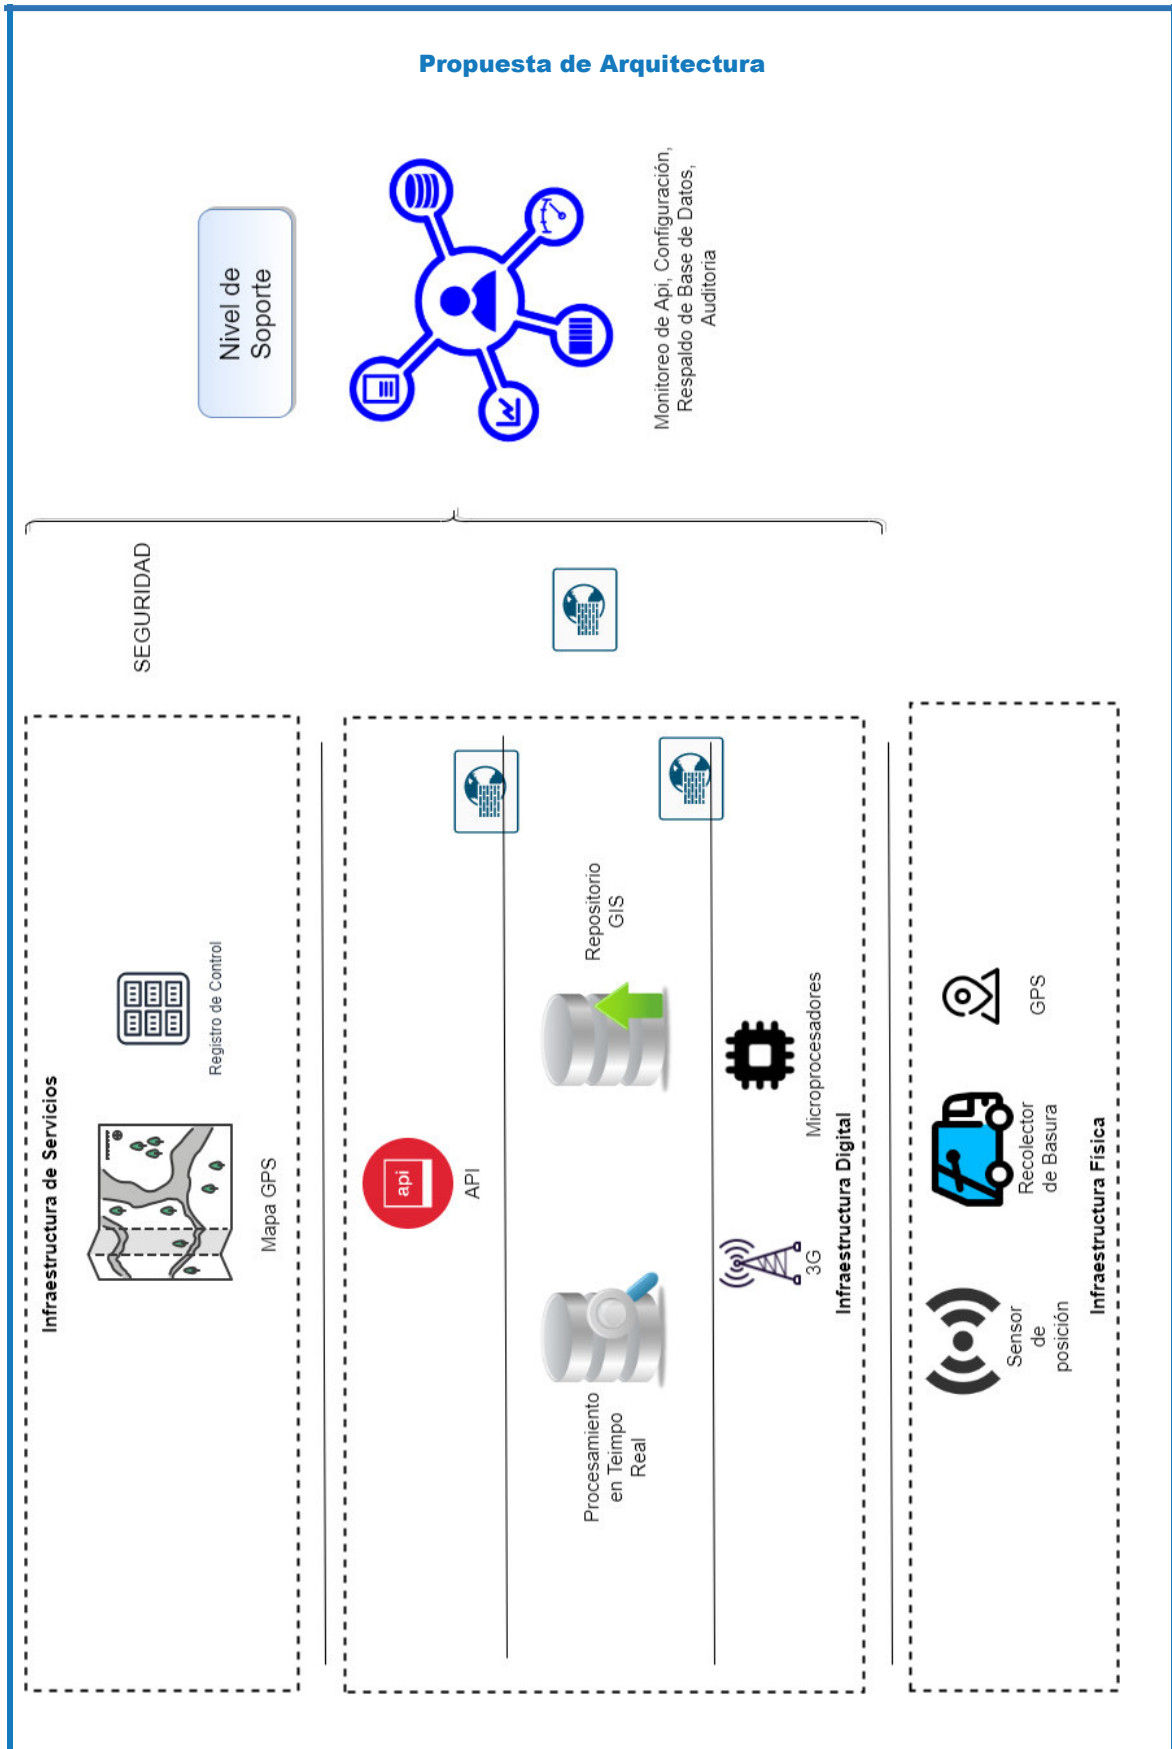 Propuesta de Arquitectura
Infraestructura de Servicios
Mapa GPS
Registro de Control
SEGURIDAD
Nivel de
Soporte
api
API
Procesamiento
en Teimpo
Real
Repositorio
GIS
3G
Microprocesadores
Infraestructura Digital
Monitoreo de Api, Configuración,
Respaldo de Base de Datos,
Auditoria
Sensor
de
posición
Recolector
de Basura
GPS
Infraestructura Física